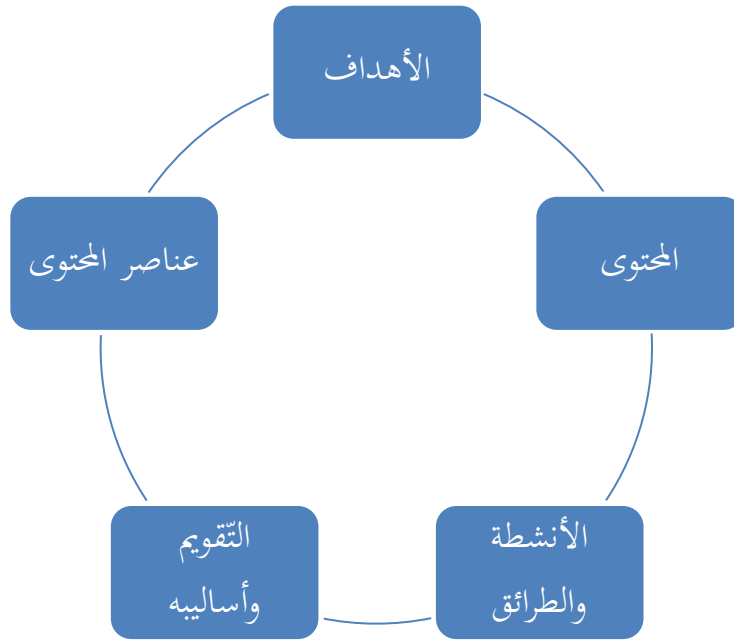 الأهداف
المحتوى
عناصر المحتوى
الأنشطة
والطرائق
التّقويم
وأساليبه